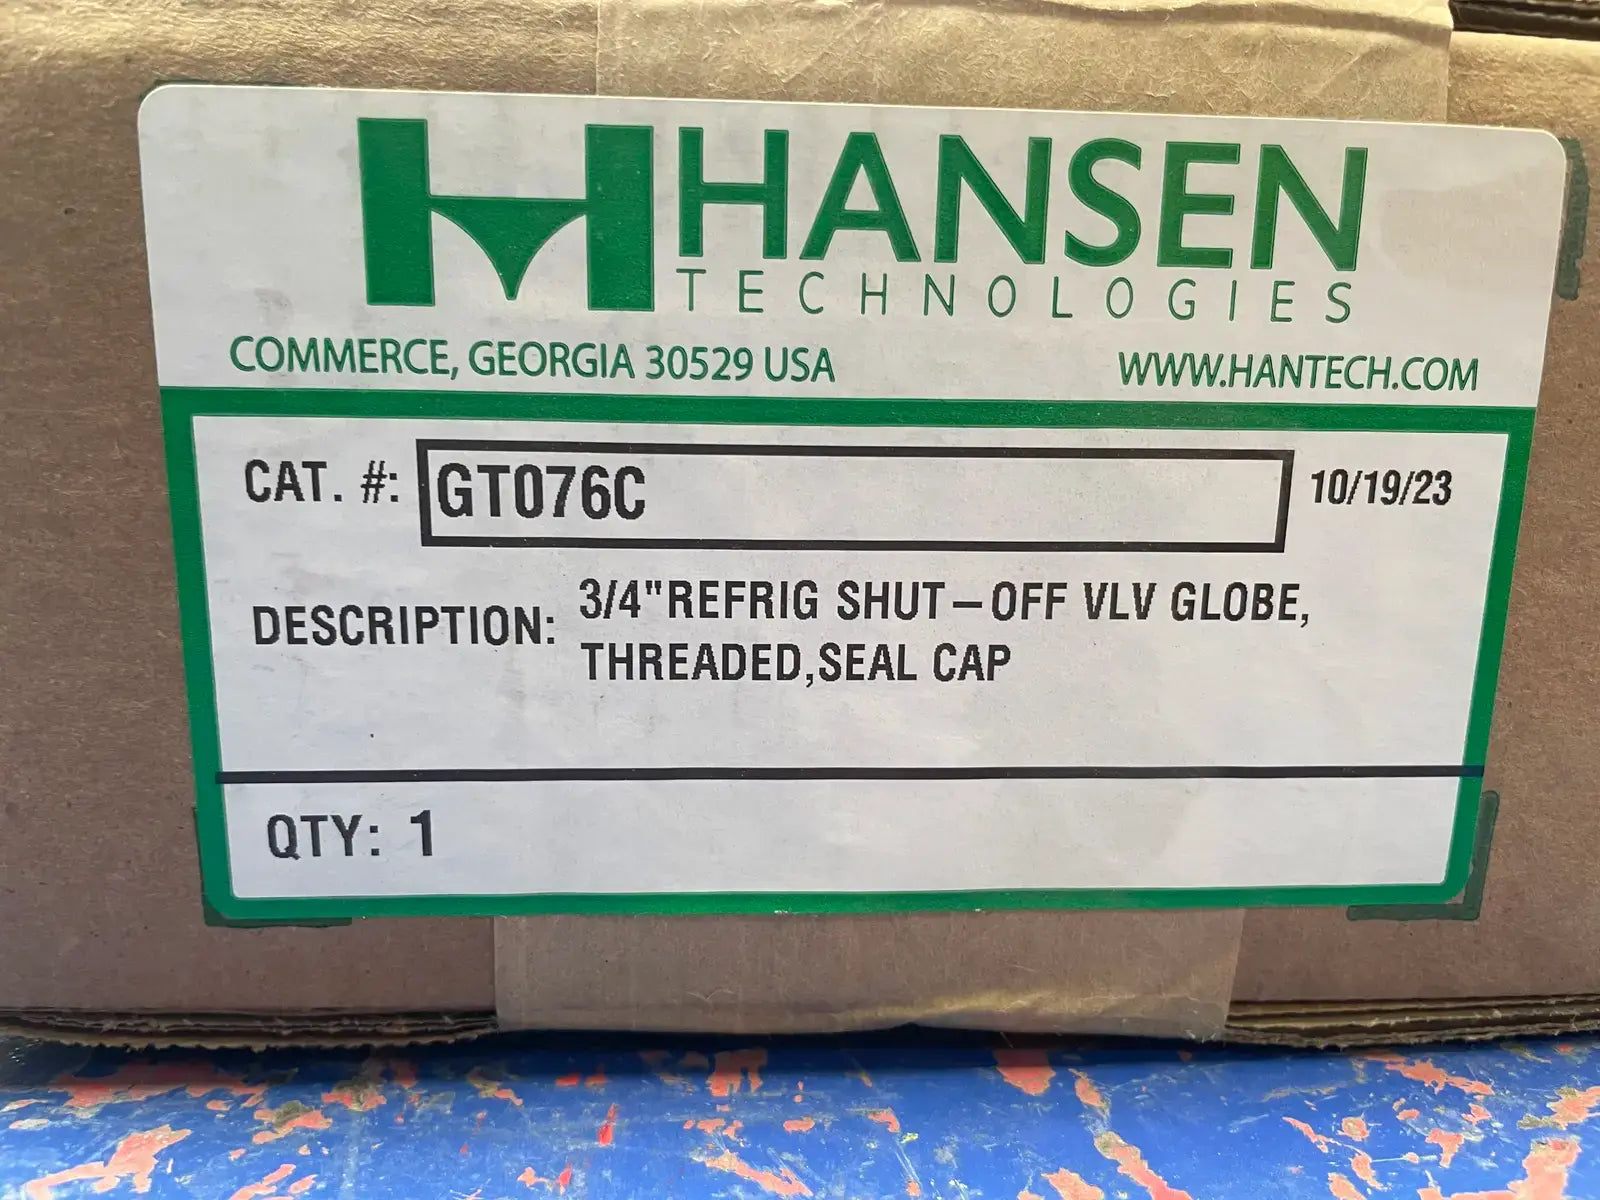 HANSEN
TECHNOLOGIES
COMMERCE, GEORGIA 30529 USA
WWW.HANTECH.COM
CAT. #: GT076C 10/19/23
DESCRIPTION: 3/4"REFRIG SHUT-OFF VLV GLOBE,
THREADED,SEAL CAP
QTY: 1